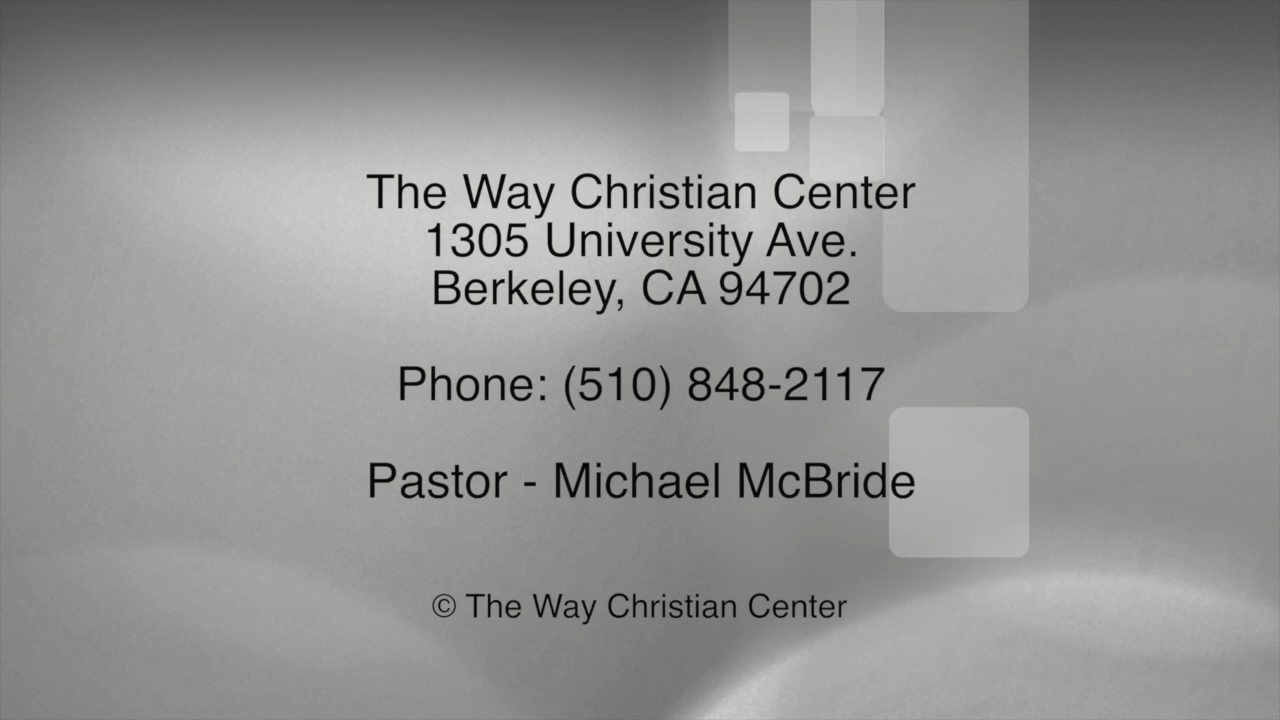 The Way Christian Center
1305 University Ave.
Berkeley, CA 94702
Phone: (510) 848-2117
Pastor - Michael McBride
© The Way Christian Center